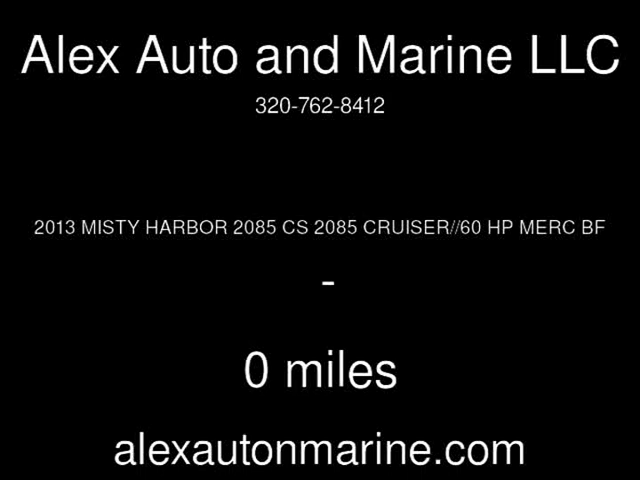 Alex Auto and Marine LLC
320-762-8412
2013 MISTY HARBOR 2085 CS 2085 CRUISER//60 HP MERC BF
-
0 miles
alexautonmarine.com